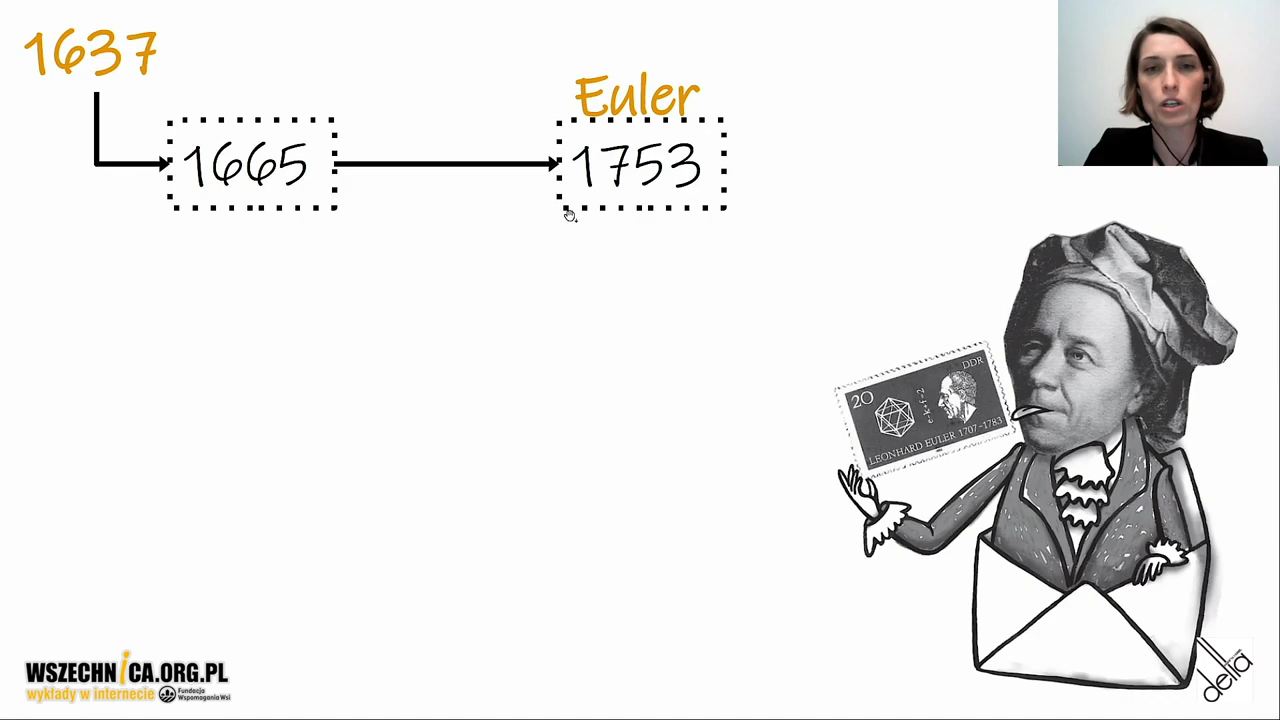 1637
Euler
1665
1753
DDR
20
e-k+f=2
LEONHARD EULER 1707-1783
WSZECHNICA.ORG.PL
wykłady w internecie
Fundacja
Wspomagania Wsi
delta